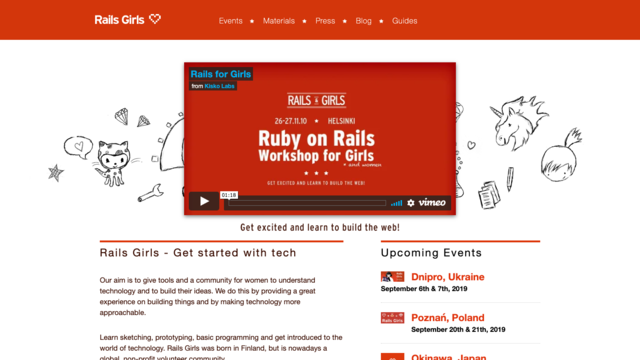 Rails Girls
Events ★ Materials ★ Press ★ Blog ★ Guides
Rails for Girls
from Kisko Labs
RAILS GIRLS
26-27.11.10 ★ HELSINKI
Ruby on Rails
Workshop for Girls
+ and women
GET EXCITED AND LEARN TO BUILD THE WEB!
01:18
vimeo
Get excited and learn to build the web!
Rails Girls - Get started with tech
Our aim is to give tools and a community for women to understand
technology and to build their ideas. We do this by providing a great
experience on building things and by making technology more
approachable.
Learn sketching, prototyping, basic programming and get introduced to the
world of technology. Rails Girls was born in Finland, but is nowadays a
global, non-profit volunteer community.
Upcoming Events
Dnipro, Ukraine
September 6th & 7th, 2019
Poznań, Poland
September 20th & 21th, 2019
Okinawa, Japan